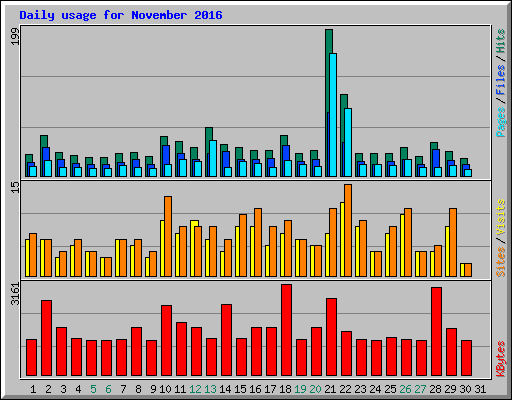 Daily usage for November 2016
199
Pages / Files / Hits
15
Sites / Visits
3161
KBytes
1 2 3 4 5 6 7 8 9 10 11 12 13 14 15 16 17 18 19 20 21 22 23 24 25 26 27 28 29 30 31